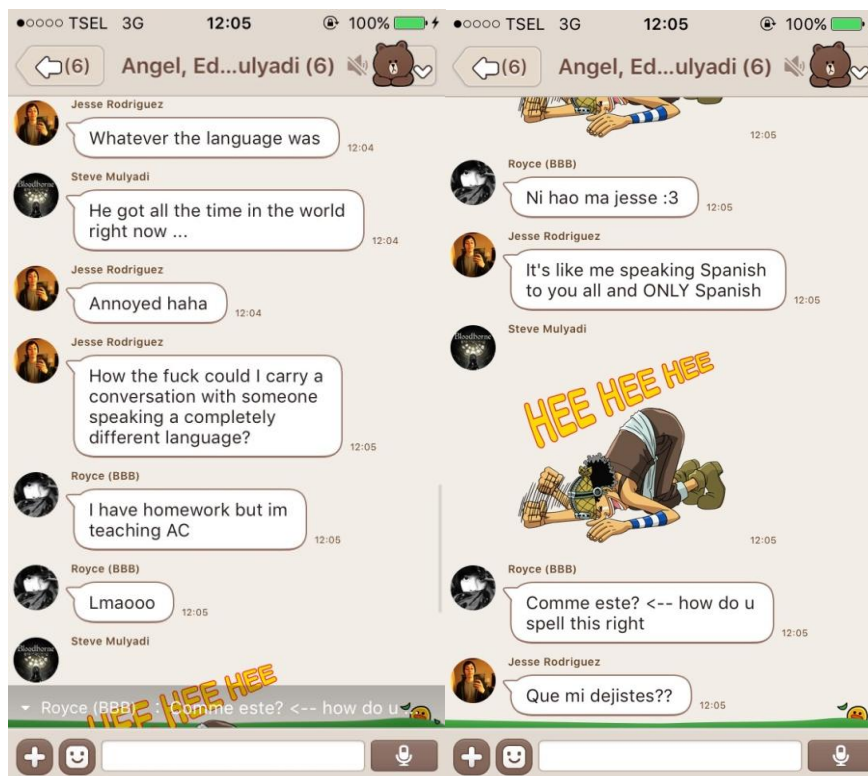 TSEL 3G 12:05 100%
(6) Angel, Ed...ulyadi (6)
Jesse Rodriguez
Whatever the language was
12:04
Steve Mulyadi
He got all the time in the world
right now ...
12:04
Jesse Rodriguez
Annoyed haha
12:04
Jesse Rodriguez
How the fuck could I carry a
conversation with someone
speaking a completely
different language?
12:05
Royce (BBB)
I have homework but im
teaching AC
12:05
Royce (BBB)
Lmaooo
12:05
Steve Mulyadi
HEE HEE HEE
Royce (BBB) : Comme este? <-- how do u
TSEL 3G 12:05 100%
(6) Angel, Ed...ulyadi (6)
12:05
Royce (BBB)
Ni hao ma jesse :3
12:05
Jesse Rodriguez
It's like me speaking Spanish
to you all and ONLY Spanish
12:05
Steve Mulyadi
HEE HEE HEE
12:05
Royce (BBB)
Comme este? <-- how do u
spell this right
12:05
Jesse Rodriguez
Que mi dejistes??
12:05